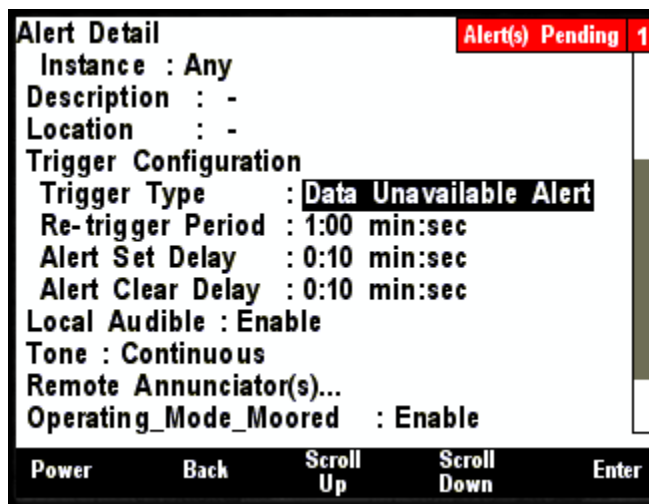 Alert Detail
Alert(s) Pending 1
Instance : Any
Description : -
Location : -
Trigger Configuration
Trigger Type : Data Unavailable Alert
Re-trigger Period : 1:00 min:sec
Alert Set Delay : 0:10 min:sec
Alert Clear Delay : 0:10 min:sec
Local Audible : Enable
Tone : Continuous
Remote Annunciator(s)...
Operating_Mode_Moored : Enable
Power Back Scroll Up Scroll Down Enter